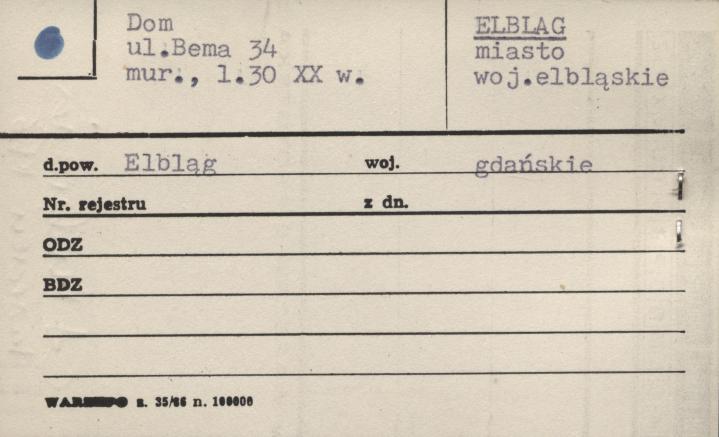 Dom
ul.Bema 34
mur., l.30 XX w.
ELBLĄG
miasto
woj.elbląskie
d.pow. Elbląg woj. gdańskie
Nr. rejestru z dn.
ODZ
BDZ
z. 35/66 n. 100000